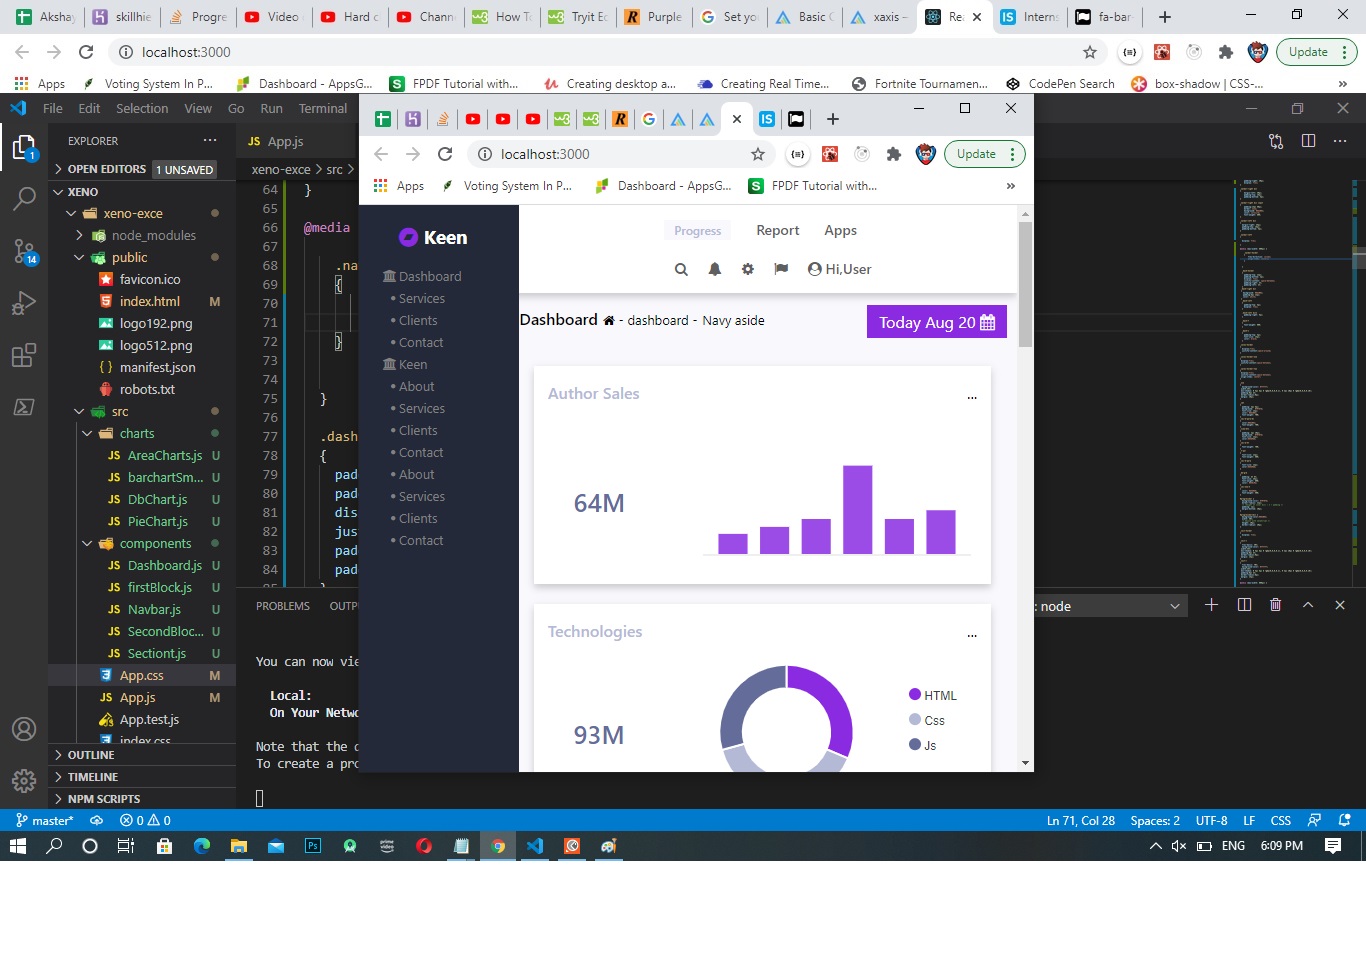 Akshay
skillhie
Progre
Video
Hard c
Chann
How To
Tryit Ec
Purple
Set yo
Basic C
xaxis –
Rea
Interns
fa-bar
localhost:3000
Update
Apps
Voting System In P...
Dashboard - AppsG...
FPDF Tutorial with...
Creating desktop a...
Creating Real Time...
Fortnite Tournamen...
CodePen Search
box-shadow | CSS-...
»
File Edit Selection View Go Run Terminal
EXPLORER
OPEN EDITORS 1 UNSAVED
XENO
xeno-exce
node_modules
public
favicon.ico
index.html M
logo192.png
logo512.png
manifest.json
robots.txt
src
charts
AreaCharts.js U
barchartSm... U
DbChart.js U
PieChart.js U
components
Dashboard.js U
firstBlock.js U
Navbar.js U
SecondBloc... U
Sectiont.js U
App.css M
App.js M
App.test.js
index.css
OUTLINE
TIMELINE
NPM SCRIPTS
JS App.js
xeno-exce > src >
64 }
65
66 @media
67
68 .na
69 {
70
71
72 }
73
74
75 }
76
77 .dash
78 {
79 pad
80 pad
81 dis
82 jus
83 pad
84 pad
PROBLEMS OUTP
: node
You can now vie
Local:
On Your Netwo
Note that the d
To create a pro
localhost:3000
Update
Apps
Voting System In P...
Dashboard - AppsG...
FPDF Tutorial with...
»
Keen
Dashboard
• Services
• Clients
• Contact
Keen
• About
• Services
• Clients
• Contact
• About
• Services
• Clients
• Contact
Progress Report Apps
Hi,User
Dashboard - dashboard - Navy aside
Today Aug 20
Author Sales ...
64M
Technologies ...
93M
HTML
Css
Js
master* 0 0
Ln 71, Col 28 Spaces: 2 UTF-8 LF CSS
ENG 6:09 PM